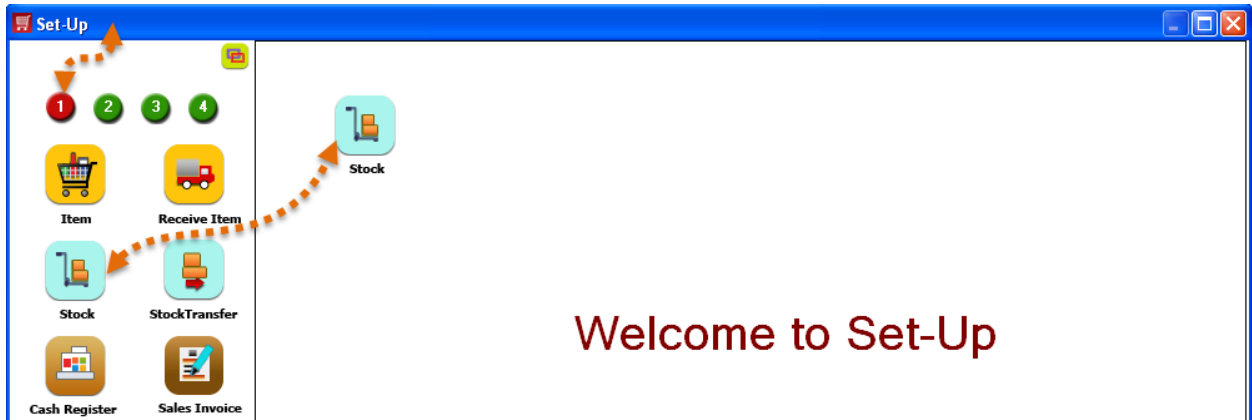 Set-Up
1 2 3 4
Stock
Item Receive Item
Stock StockTransfer
Welcome to Set-Up
Cash Register Sales Invoice